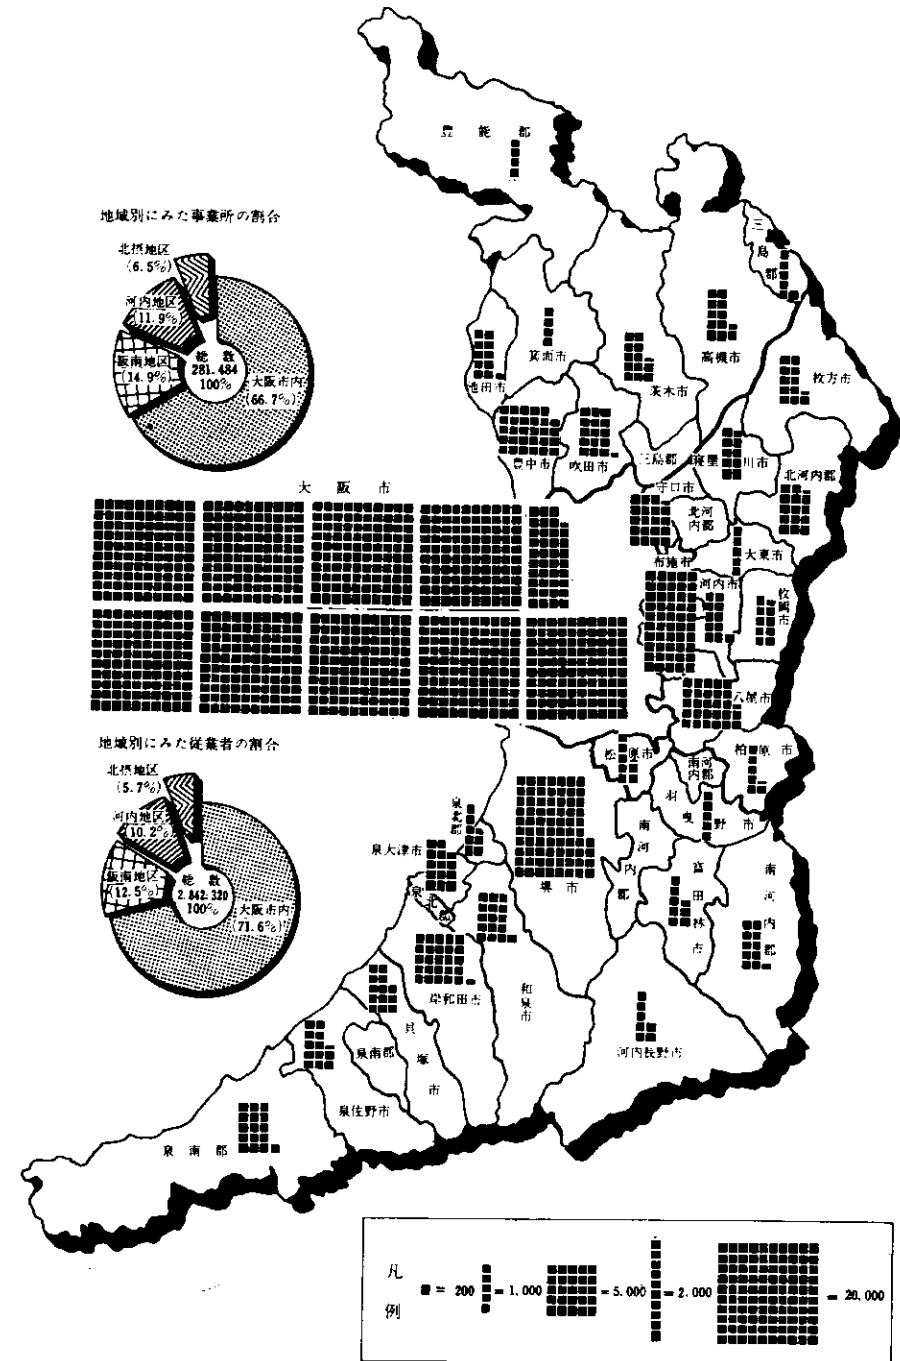 豊能郡
三島郡
地域別にみた事業所の割合
北摂地区
(6.5%)
河内地区
(11.9%)
阪南地区
(14.9%)
総数
281.484
100%
大阪市内
(66.7%)
池田市
箕面市
茨木市
高槻市
枚方市
豊中市
吹田市
三島郡
寝屋川市
守口市
北河内郡
北河内郡
大阪市
大東市
布施市
河内市
枚岡市
八尾市
地域別にみた従業者の割合
北摂地区
(5.7%)
河内地区
(10.2%)
阪南地区
(12.5%)
総数
2.842.320
100%
大阪市内
(71.6%)
松原市
南河内郡
柏原市
羽曳野市
泉北郡
泉大津市
泉北郡
堺市
南河内郡
富田林市
南河内郡
岸和田市
和泉市
貝塚市
泉南郡
泉佐野市
河内長野市
泉南郡
凡例
= 200
= 1.000
= 5.000
= 2.000
= 20.000